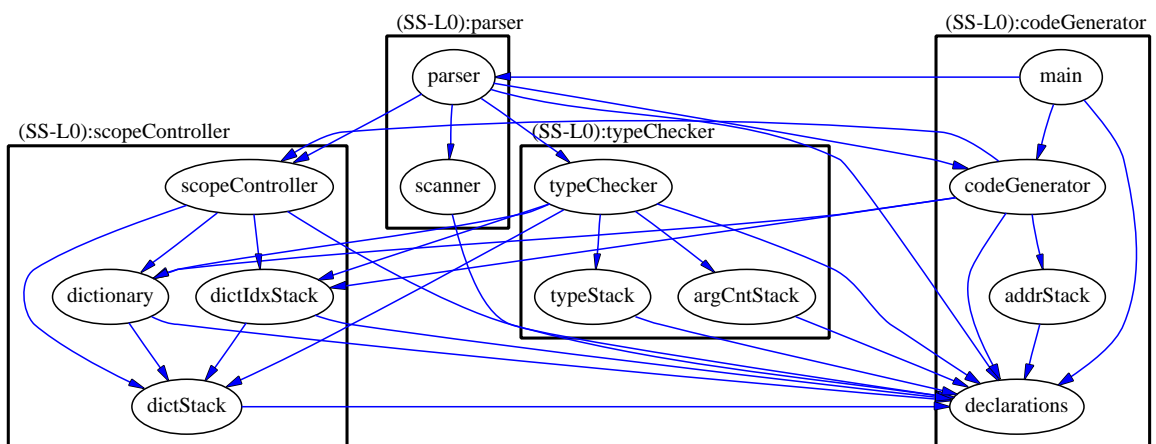 (SS-L0):parser
(SS-L0):codeGenerator
parser
main
(SS-L0):scopeController
(SS-L0):typeChecker
scopeController
scanner
typeChecker
codeGenerator
dictionary
dictIdxStack
typeStack
argCntStack
addrStack
dictStack
declarations